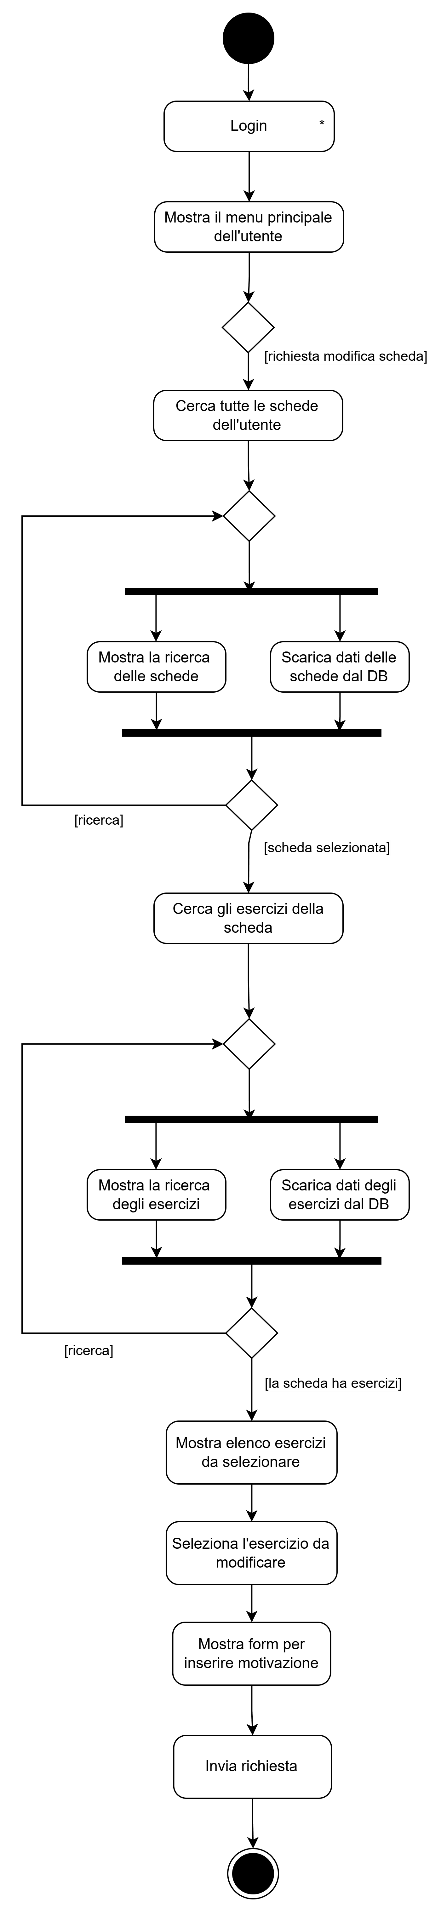 Login
*
Mostra il menu principale
dell'utente
[richiesta modifica scheda]
Cerca tutte le schede
dell'utente
Mostra la ricerca
delle schede
Scarica dati delle
schede dal DB
[ricerca]
[scheda selezionata]
Cerca gli esercizi della
scheda
Mostra la ricerca
degli esercizi
Scarica dati degli
esercizi dal DB
[ricerca]
[la scheda ha esercizi]
Mostra elenco esercizi
da selezionare
Seleziona l'esercizio da
modificare
Mostra form per
inserire motivazione
Invia richiesta